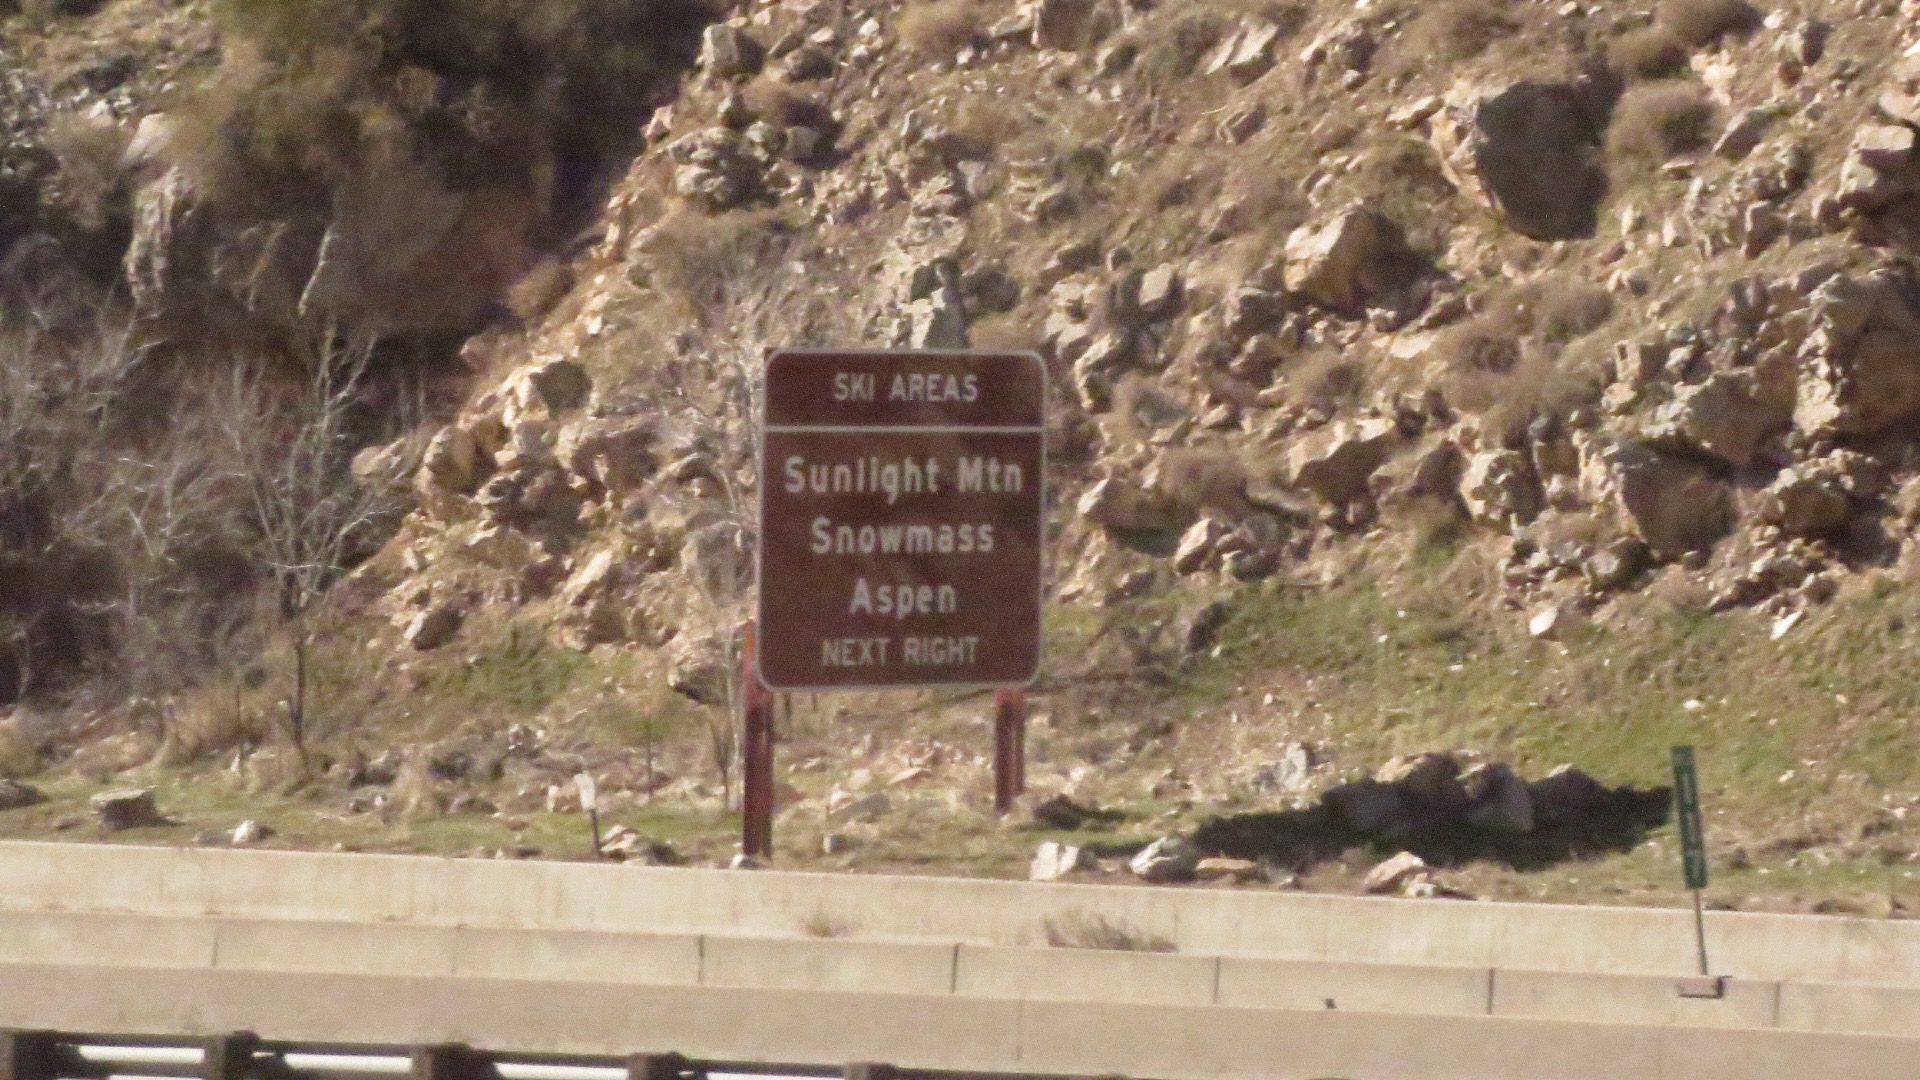 SKI AREAS
Sunlight Mtn
Snowmass
Aspen
NEXT RIGHT